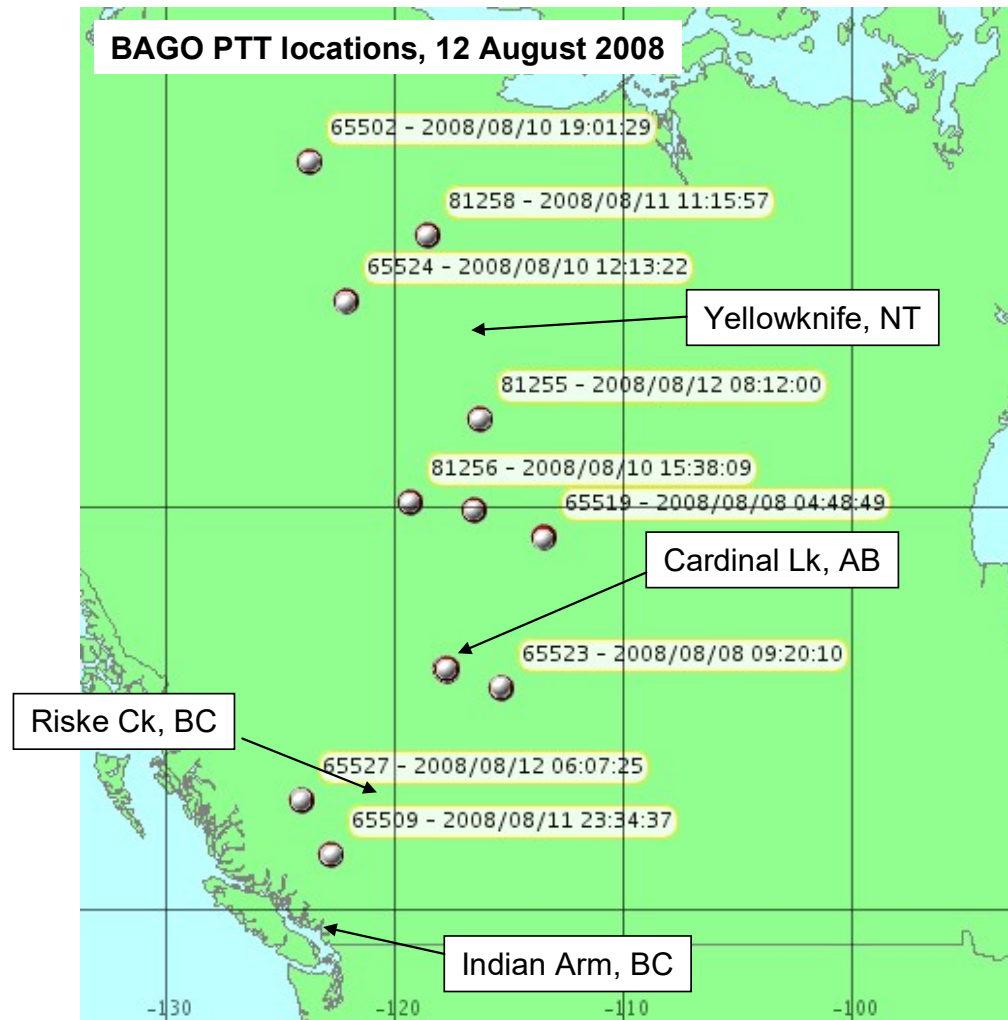 BAGO PTT locations, 12 August 2008
65502 - 2008/08/10 19:01:29
81258 - 2008/08/11 11:15:57
65524 - 2008/08/10 12:13:22
Yellowknife, NT
81255 - 2008/08/12 08:12:00
81256 - 2008/08/10 15:38:09
65519 - 2008/08/08 04:48:49
Cardinal Lk, AB
65523 - 2008/08/08 09:20:10
Riske Ck, BC
65527 - 2008/08/12 06:07:25
65509 - 2008/08/11 23:34:37
Indian Arm, BC
-130 -120 -110 -100